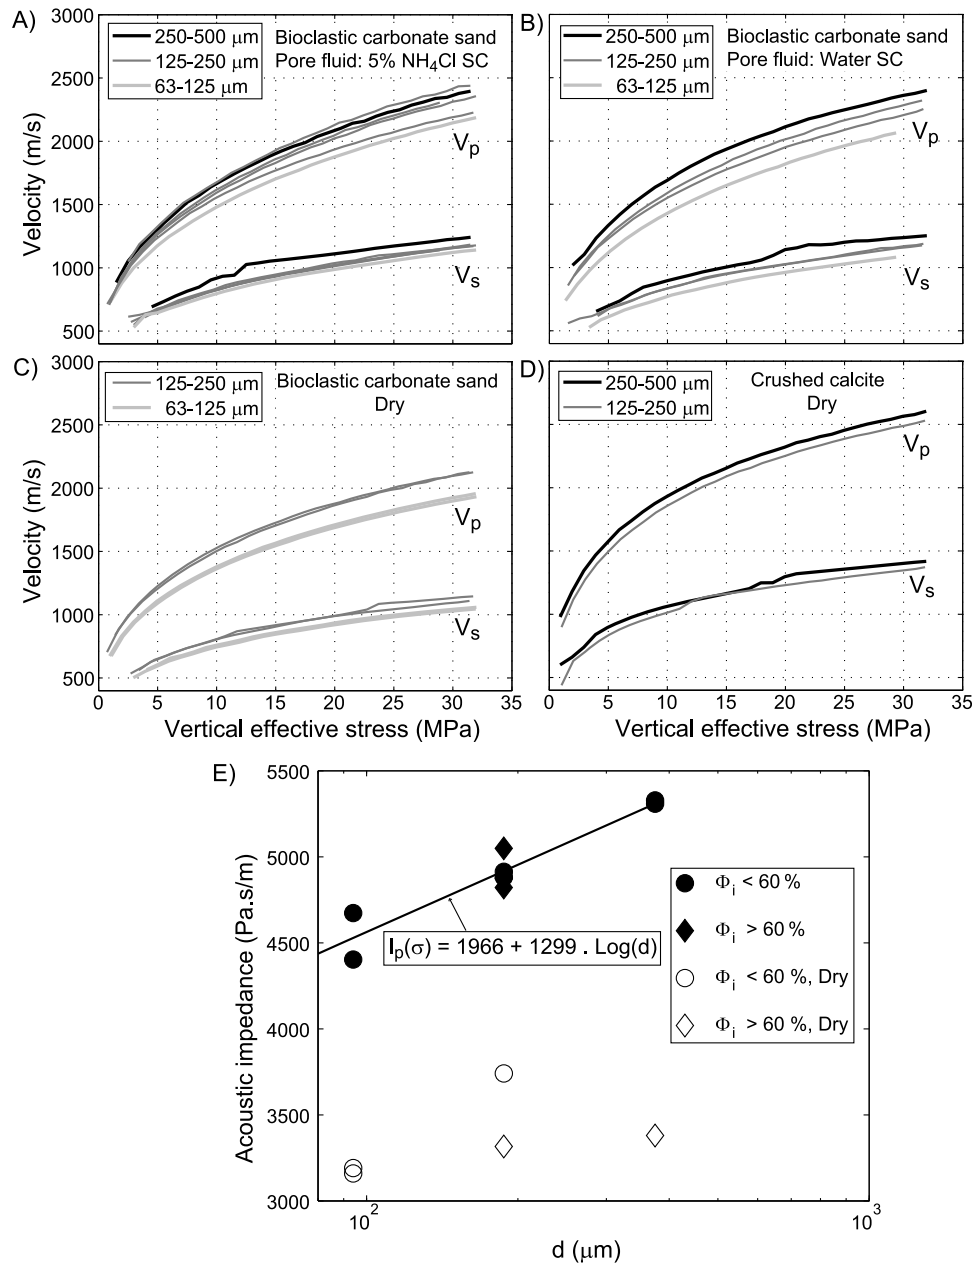 A)
3000
2500
2000
1500
1000
500
Velocity (m/s)
250-500 μm
125-250 μm
63-125 μm
Bioclastic carbonate sand
Pore fluid: 5% NH₄Cl SC
Vₚ
Vₛ
B)
250-500 μm
125-250 μm
63-125 μm
Bioclastic carbonate sand
Pore fluid: Water SC
Vₚ
Vₛ
C)
3000
2500
2000
1500
1000
500
Velocity (m/s)
125-250 μm
63-125 μm
Bioclastic carbonate sand
Dry
Vₚ
Vₛ
0 5 10 15 20 25 30 35
Vertical effective stress (MPa)
D)
250-500 μm
125-250 μm
Crushed calcite
Dry
Vₚ
Vₛ
0 5 10 15 20 25 30 35
Vertical effective stress (MPa)
E)
5500
5000
4500
4000
3500
3000
Acoustic impedance (Pa.s/m)
Iₚ(σ) = 1966 + 1299 . Log(d)
Φᵢ < 60 %
Φᵢ > 60 %
Φᵢ < 60 %, Dry
Φᵢ > 60 %, Dry
10² 10³
d (μm)